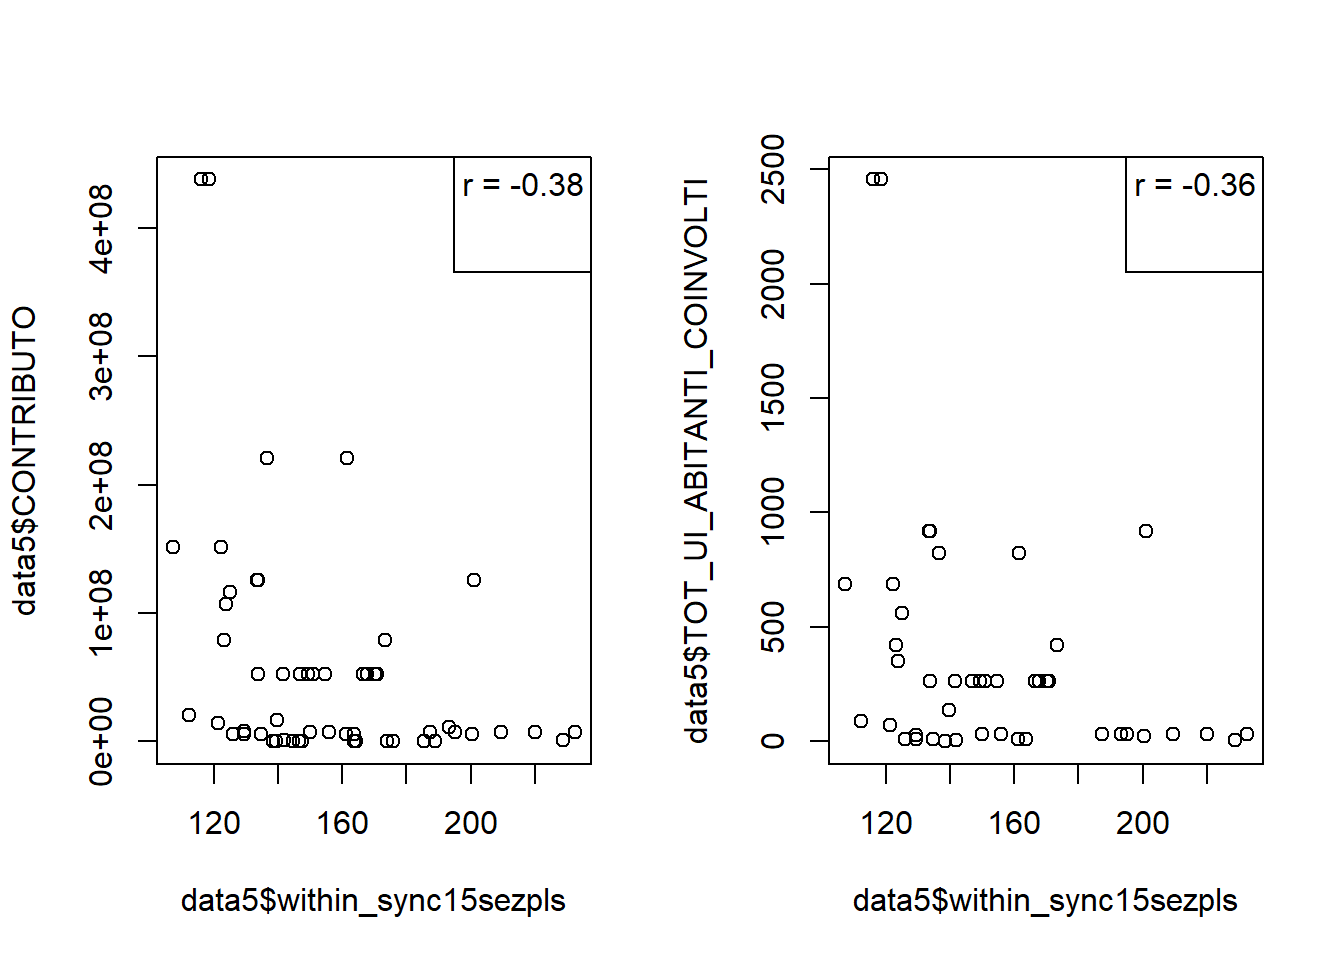 data5$CONTRIBUTO
4e+08
3e+08
2e+08
1e+08
0e+00
r = -0.38
120 160 200
data5$within_sync15sezpls
data5$TOT_UI_ABITANTI_COINVOLTI
2500
2000
1500
1000
500
0
r = -0.36
120 160 200
data5$within_sync15sezpls